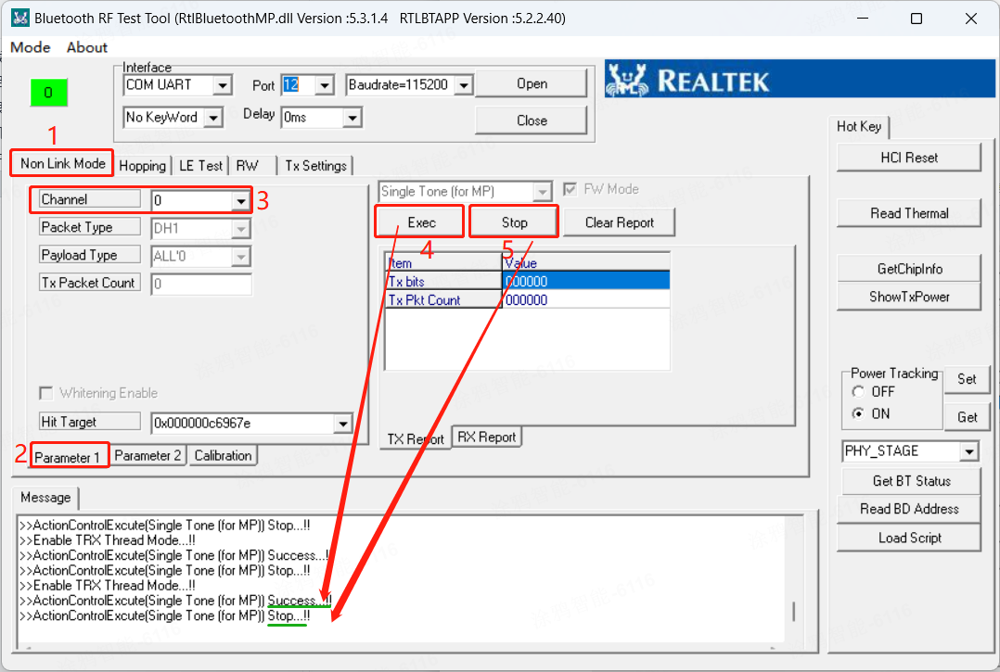 Bluetooth RF Test Tool (RtlBluetoothMP.dll Version :5.3.1.4 RTLBTAPP Version :5.2.2.40)
Mode About
0
Interface
COM UART
Port
12
Baudrate=115200
Open
No KeyWord
Delay
0ms
Close
REALTEK
1
Non Link Mode
Hopping
LE Test
RW
Tx Settings
Channel
0
3
Packet Type
DH1
Payload Type
ALL'0
Tx Packet Count
0
Whitening Enable
Hit Target
0x000000c6967e
2
Parameter 1
Parameter 2
Calibration
Single Tone (for MP)
FW Mode
Exec
Stop
Clear Report
4
5
Item Value
Tx bits 000000
Tx Pkt Count 000000
TX Report
RX Report
Hot Key
HCI Reset
Read Thermal
GetChipInfo
ShowTxPower
Power Tracking
OFF
ON
Set
Get
PHY_STAGE
Get BT Status
Read BD Address
Load Script
Message
>>ActionControlExcute(Single Tone (for MP)) Stop...!!
>>Enable TRX Thread Mode...!!
>>ActionControlExcute(Single Tone (for MP)) Success...!!
>>ActionControlExcute(Single Tone (for MP)) Stop...!!
>>Enable TRX Thread Mode...!!
>>ActionControlExcute(Single Tone (for MP)) Success...!!
>>ActionControlExcute(Single Tone (for MP)) Stop...!!